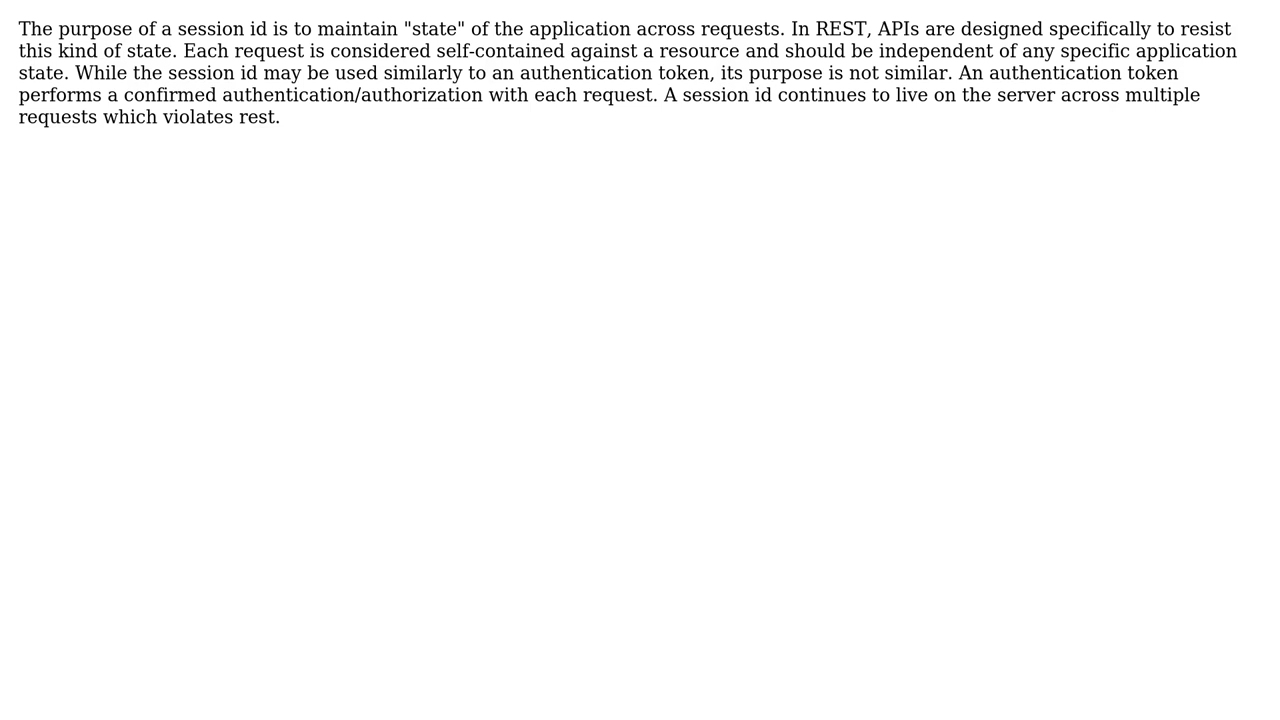 The purpose of a session id is to maintain "state" of the application across requests. In REST, APIs are designed specifically to resist
this kind of state. Each request is considered self-contained against a resource and should be independent of any specific application
state. While the session id may be used similarly to an authentication token, its purpose is not similar. An authentication token
performs a confirmed authentication/authorization with each request. A session id continues to live on the server across multiple
requests which violates rest.